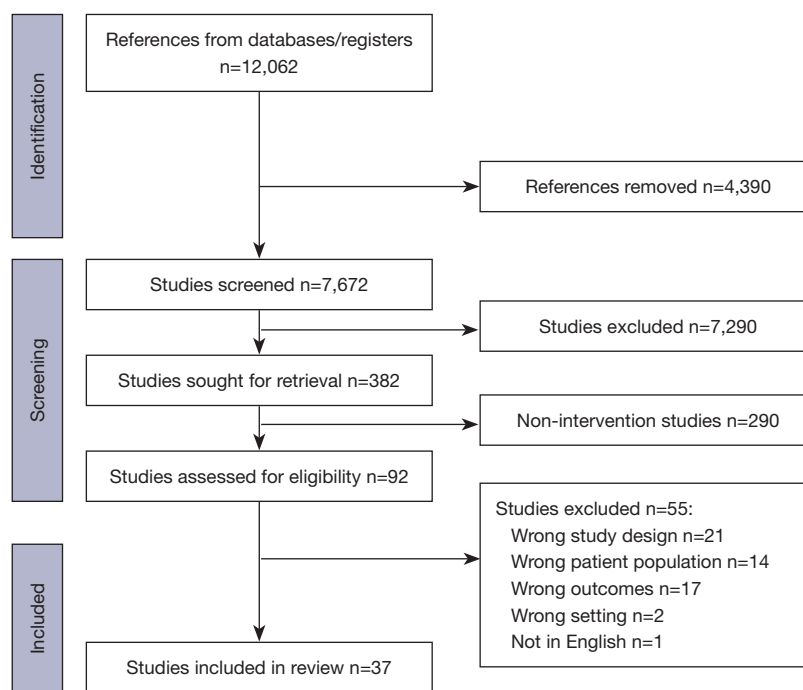 Identification
References from databases/registers
n=12,062
References removed n=4,390
Screening
Studies screened n=7,672
Studies excluded n=7,290
Studies sought for retrieval n=382
Non-intervention studies n=290
Studies assessed for eligibility n=92
Studies excluded n=55:
Wrong study design n=21
Wrong patient population n=14
Wrong outcomes n=17
Wrong setting n=2
Not in English n=1
Included
Studies included in review n=37